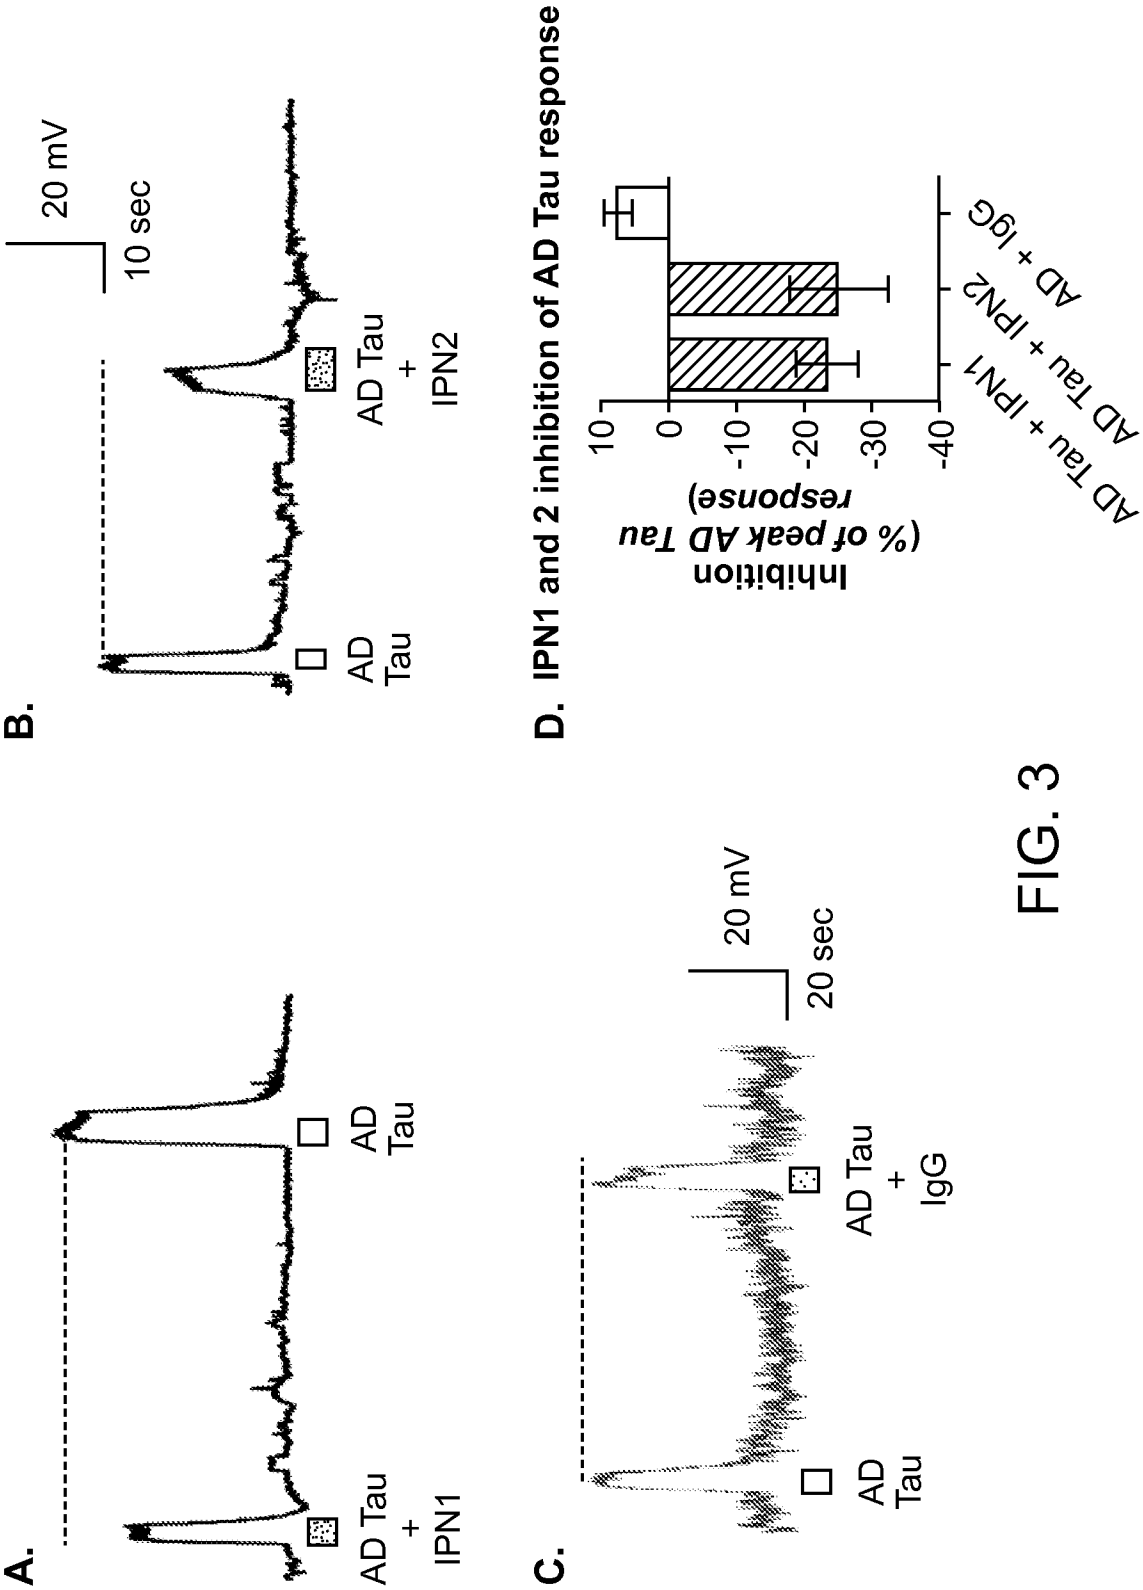 A.
AD Tau
+
IPN1
AD
Tau
B.
20 mV
10 sec
AD
Tau
AD Tau
+
IPN2
C.
20 mV
20 sec
AD
Tau
AD Tau
+
IgG
D. IPN1 and 2 inhibition of AD Tau response
Inhibition
(% of peak AD Tau
response)
10
0
-10
-20
-30
-40
AD Tau + IPN1
AD Tau + IPN2
AD + IgG
FIG. 3